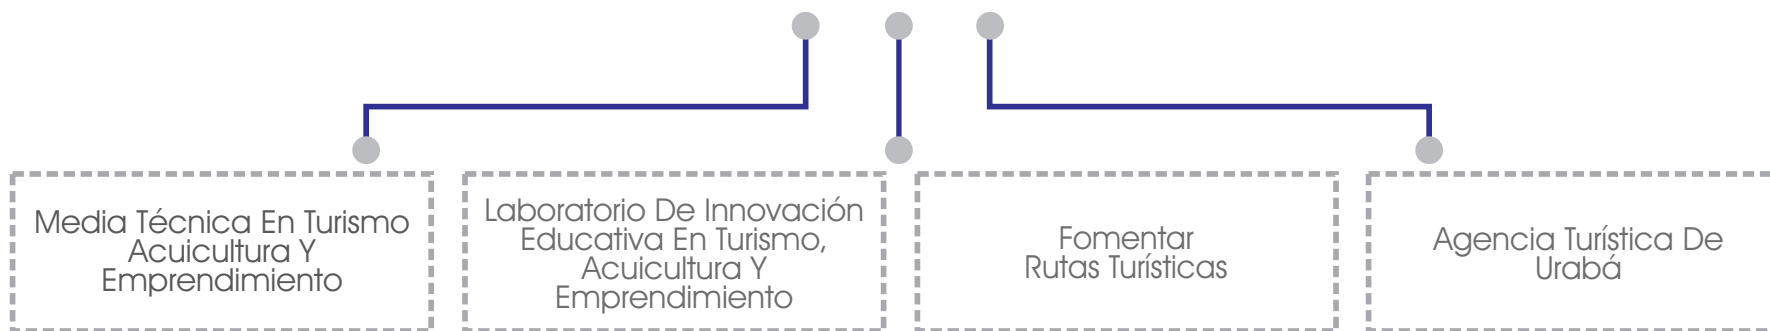 Media Técnica En Turismo
Acuicultura Y
Emprendimiento
Laboratorio De Innovación
Educativa En Turismo,
Acuicultura Y
Emprendimiento
Fomentar
Rutas Turísticas
Agencia Turística De
Urabá